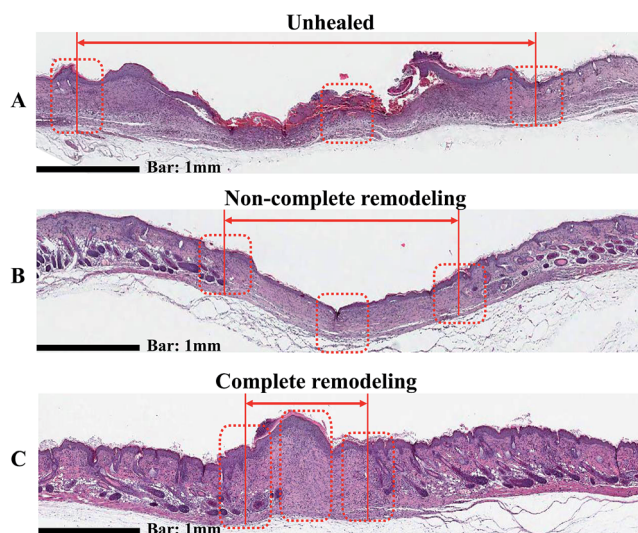 Unhealed
A
Bar: 1mm
Non-complete remodeling
B
Bar: 1mm
Complete remodeling
C
Bar: 1mm